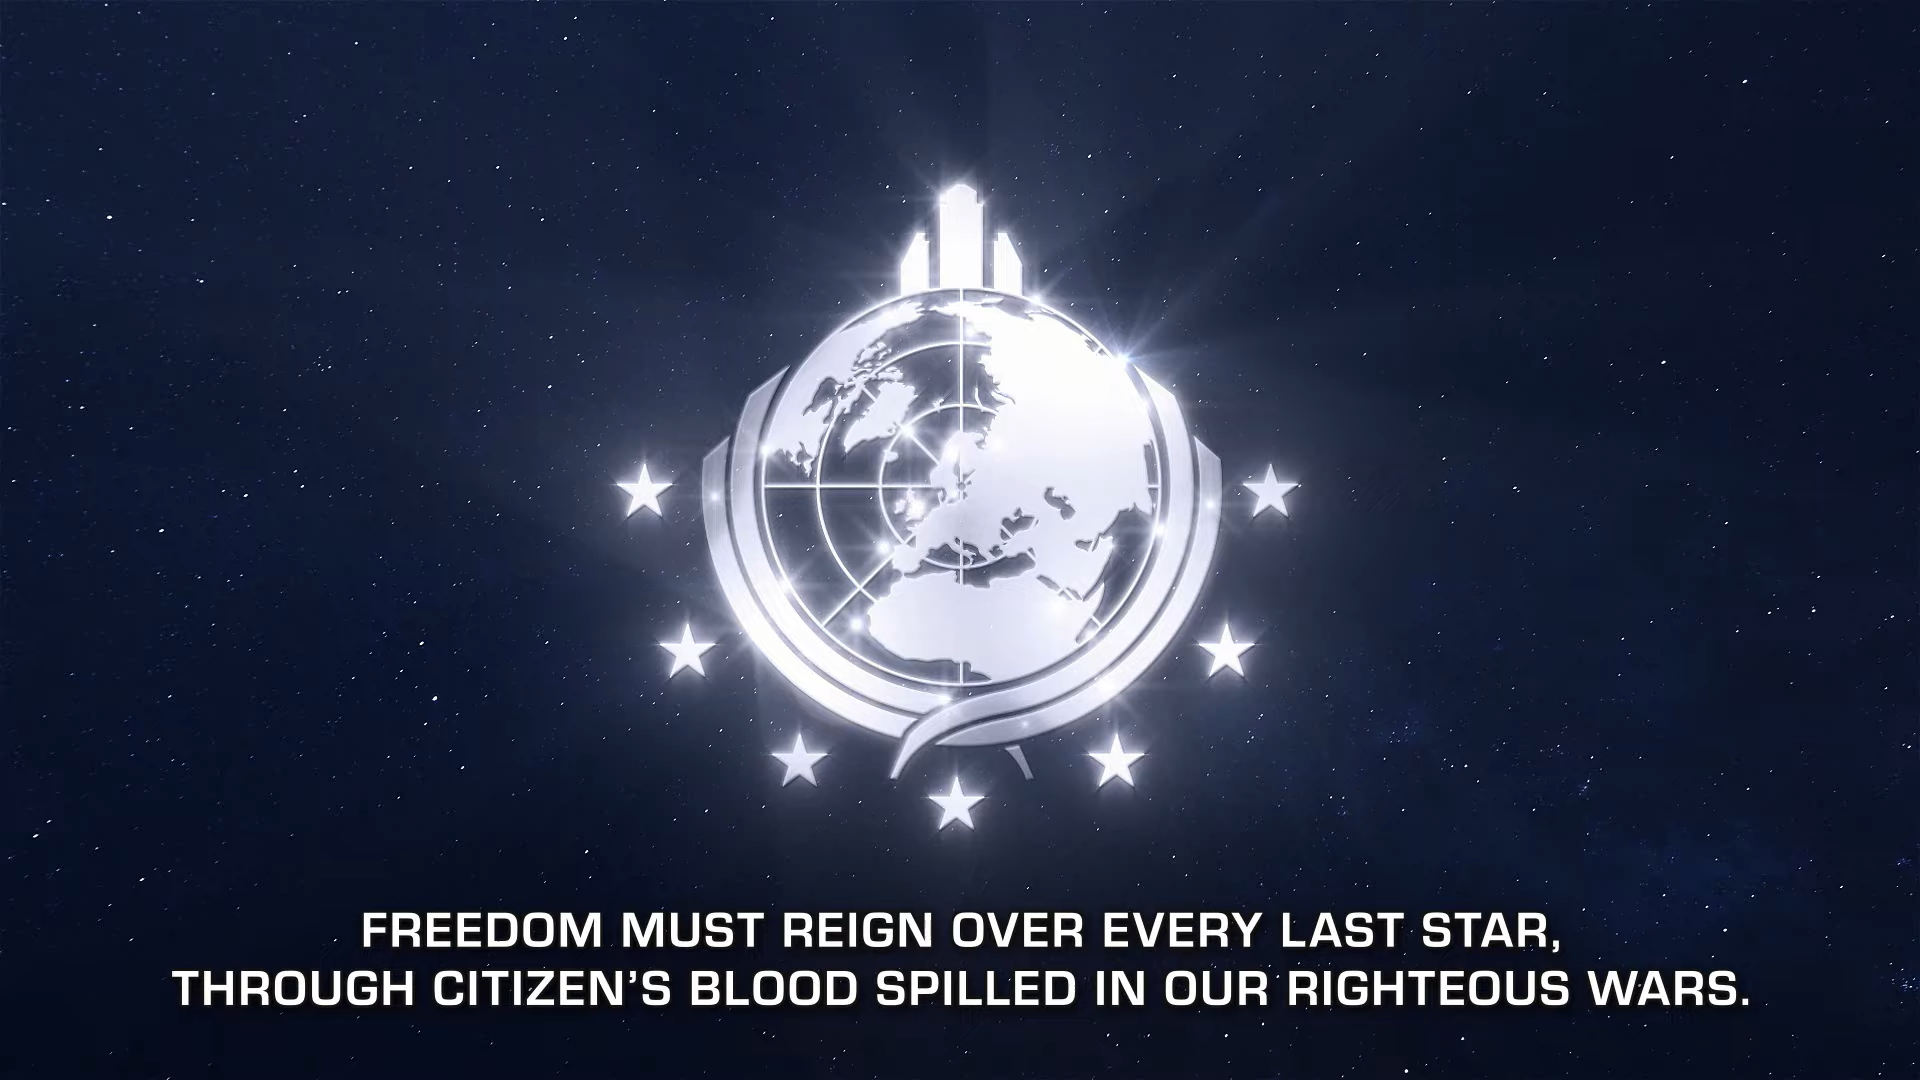 FREEDOM MUST REIGN OVER EVERY LAST STAR,
THROUGH CITIZEN’S BLOOD SPILLED IN OUR RIGHTEOUS WARS.